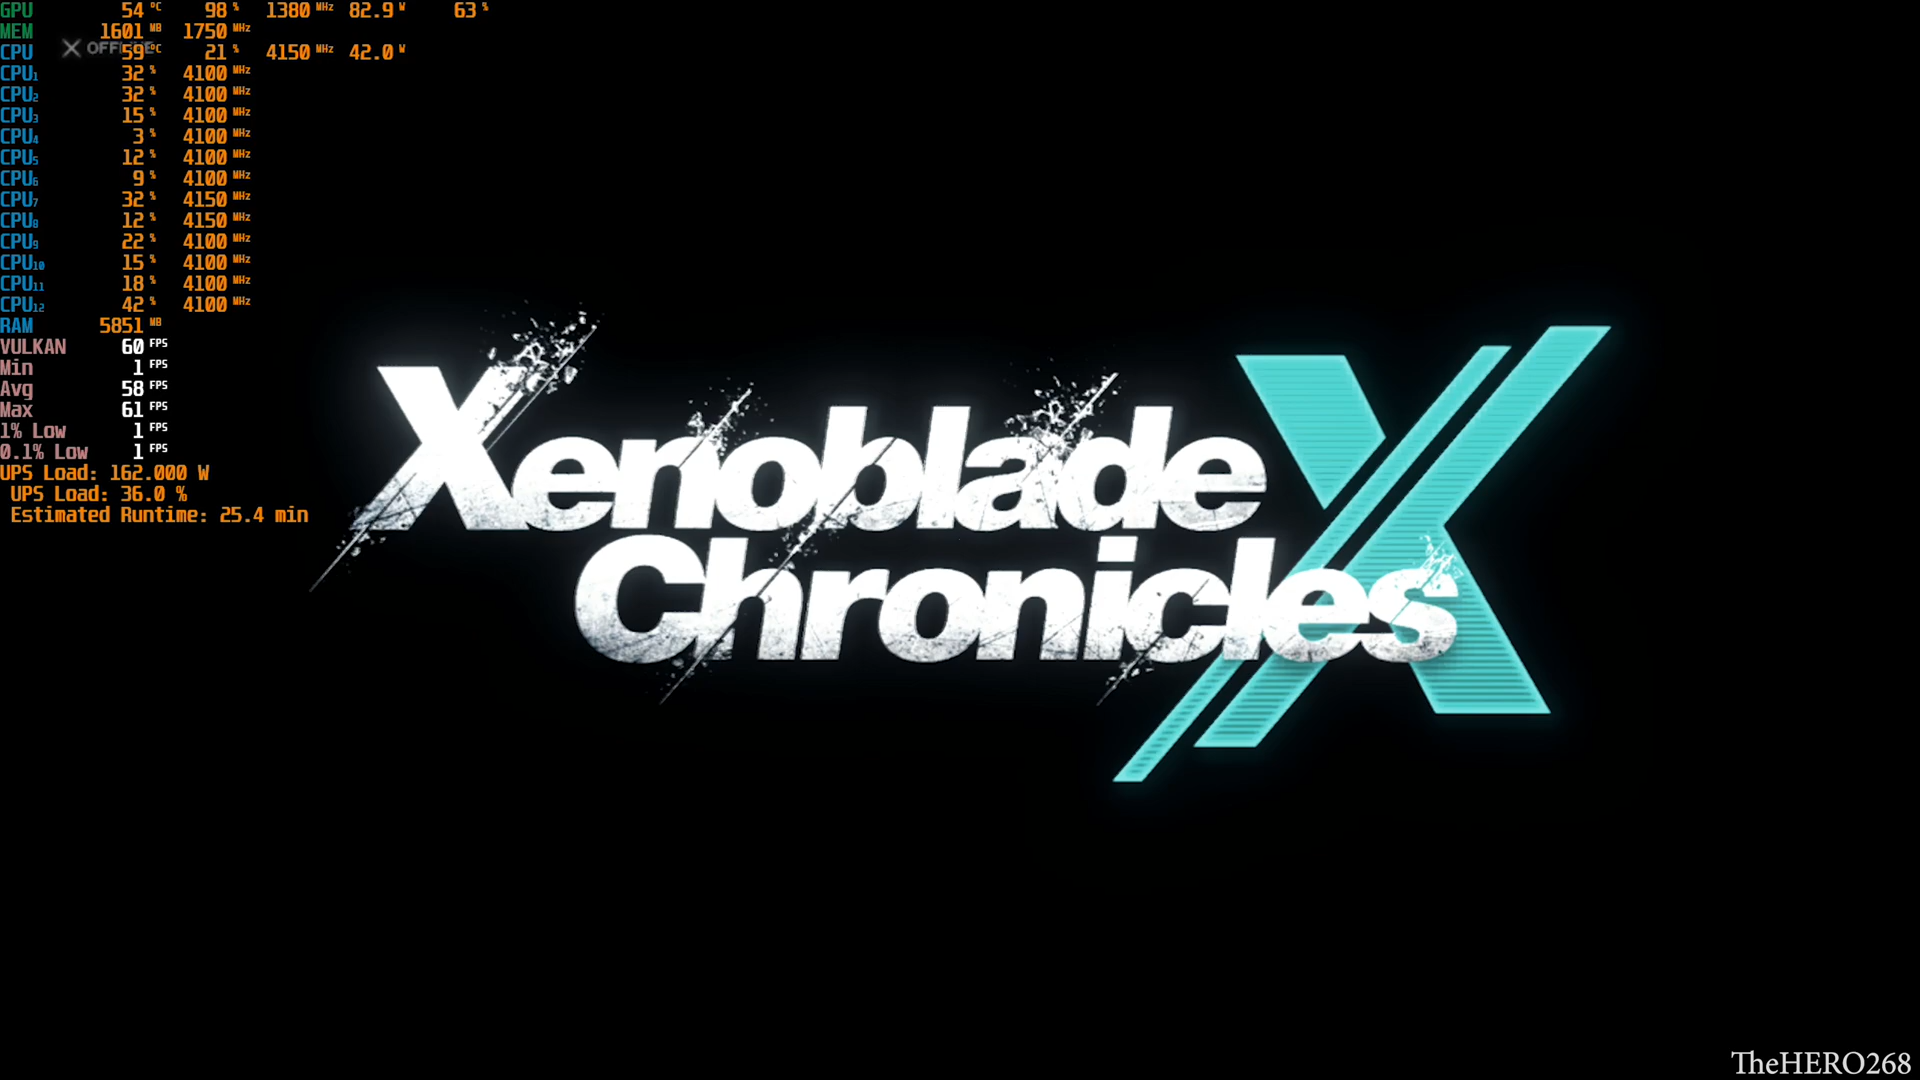 GPU 54 °C 98 % 1380 MHz 82.9 W 63 %
MEM 1601 MB 1750 MHz
OFFLINE
CPU 59 °C 21 % 4150 MHz 42.0 W
CPU1 32 % 4100 MHz
CPU2 32 % 4100 MHz
CPU3 15 % 4100 MHz
CPU4 3 % 4100 MHz
CPU5 12 % 4100 MHz
CPU6 9 % 4100 MHz
CPU7 32 % 4150 MHz
CPU8 12 % 4150 MHz
CPU9 22 % 4100 MHz
CPU10 15 % 4100 MHz
CPU11 18 % 4100 MHz
CPU12 42 % 4100 MHz
RAM 5851 MB
VULKAN 60 FPS
Min 1 FPS
Avg 58 FPS
Max 61 FPS
1% Low 1 FPS
0.1% Low 1 FPS
UPS Load: 162.000 W
UPS Load: 36.0 %
Estimated Runtime: 25.4 min
Xenoblade X
Chronicles
TheHERO268